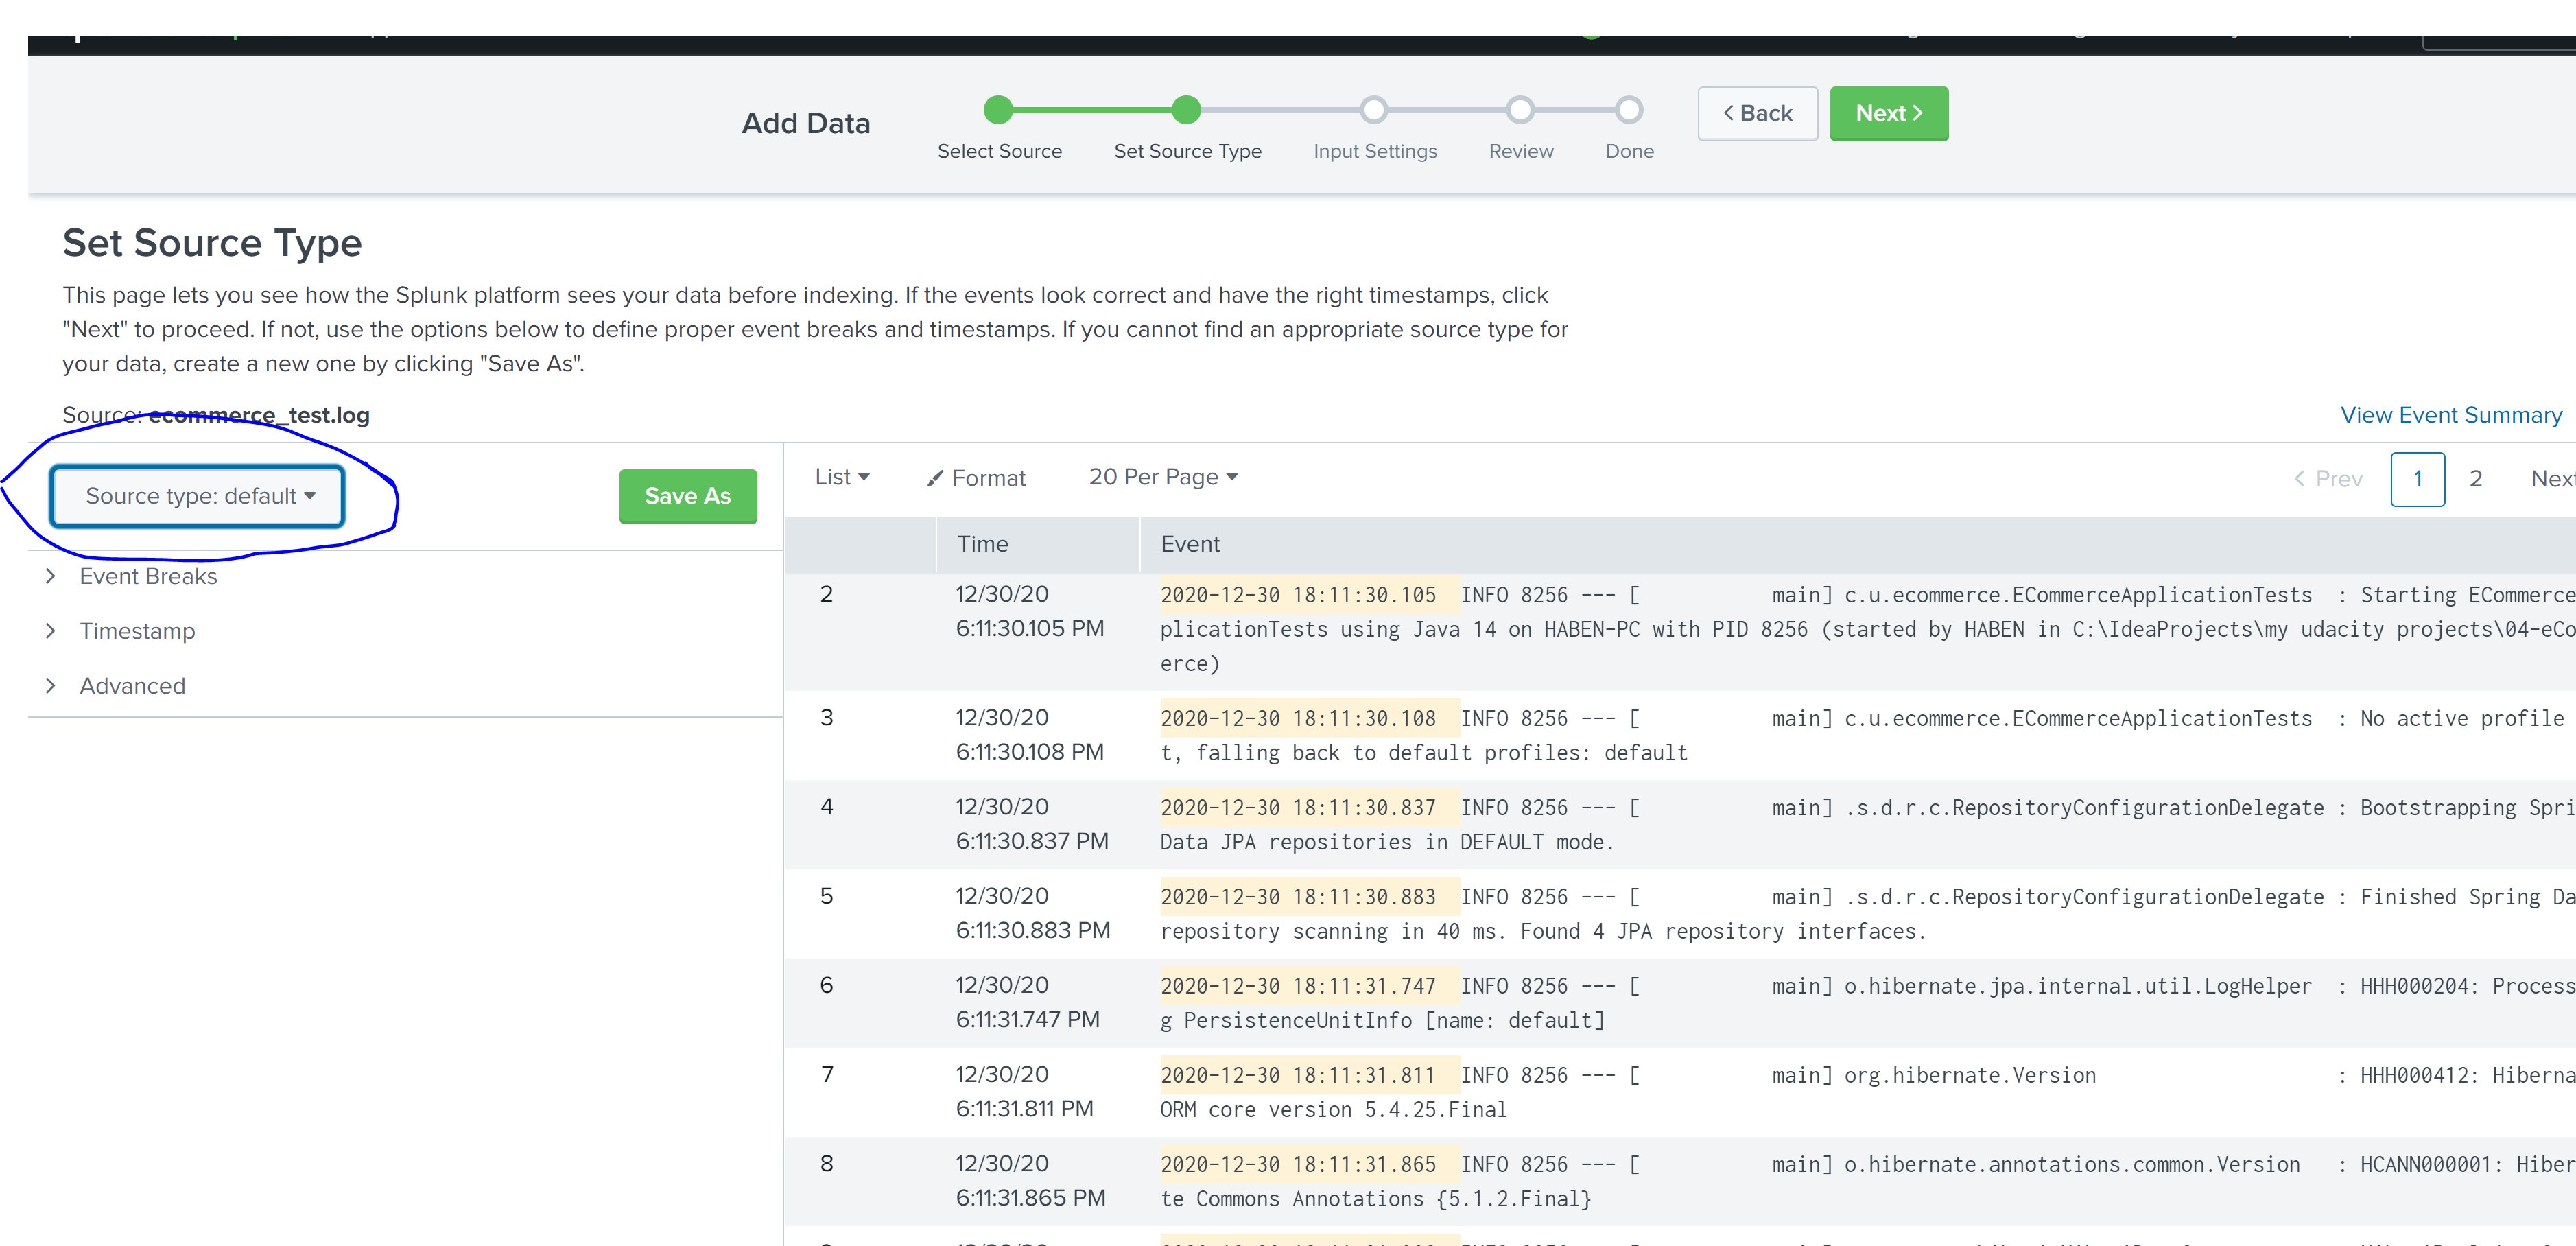 Add Data
Select Source
Set Source Type
Input Settings
Review
Done
Back
Next
Set Source Type
This page lets you see how the Splunk platform sees your data before indexing. If the events look correct and have the right timestamps, click
"Next" to proceed. If not, use the options below to define proper event breaks and timestamps. If you cannot find an appropriate source type for
your data, create a new one by clicking "Save As".
Source: ecommerce_test.log
View Event Summary
Source type: default
Save As
Event Breaks
Timestamp
Advanced
List
Format
20 Per Page
< Prev
1
2
Next
Time
Event
2
12/30/20
6:11:30.105 PM
2020-12-30 18:11:30.105 INFO 8256 --- [ main] c.u.ecommerce.ECommerceApplicationTests : Starting ECommerce
plicationTests using Java 14 on HABEN-PC with PID 8256 (started by HABEN in C:\IdeaProjects\my udacity projects\04-eCo
erce)
3
12/30/20
6:11:30.108 PM
2020-12-30 18:11:30.108 INFO 8256 --- [ main] c.u.ecommerce.ECommerceApplicationTests : No active profile
t, falling back to default profiles: default
4
12/30/20
6:11:30.837 PM
2020-12-30 18:11:30.837 INFO 8256 --- [ main] .s.d.r.c.RepositoryConfigurationDelegate : Bootstrapping Spri
Data JPA repositories in DEFAULT mode.
5
12/30/20
6:11:30.883 PM
2020-12-30 18:11:30.883 INFO 8256 --- [ main] .s.d.r.c.RepositoryConfigurationDelegate : Finished Spring Da
repository scanning in 40 ms. Found 4 JPA repository interfaces.
6
12/30/20
6:11:31.747 PM
2020-12-30 18:11:31.747 INFO 8256 --- [ main] o.hibernate.jpa.internal.util.LogHelper : HHH000204: Process
g PersistenceUnitInfo [name: default]
7
12/30/20
6:11:31.811 PM
2020-12-30 18:11:31.811 INFO 8256 --- [ main] org.hibernate.Version : HHH000412: Hiberna
ORM core version 5.4.25.Final
8
12/30/20
6:11:31.865 PM
2020-12-30 18:11:31.865 INFO 8256 --- [ main] o.hibernate.annotations.common.Version : HCANN000001: Hiber
te Commons Annotations {5.1.2.Final}